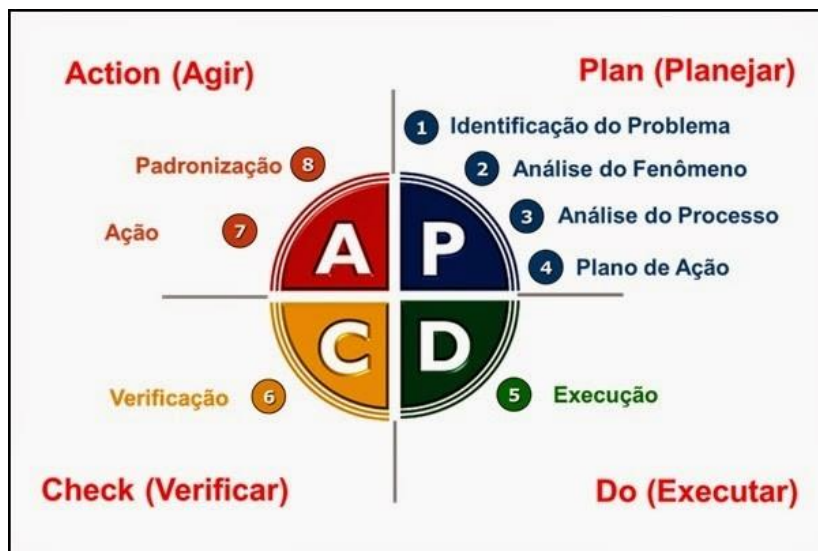 Action (Agir)
Plan (Planejar)
1 Identificação do Problema
2 Análise do Fenômeno
3 Análise do Processo
4 Plano de Ação
Padronização 8
Ação 7
A P
C D
Verificação 6
5 Execução
Check (Verificar)
Do (Executar)